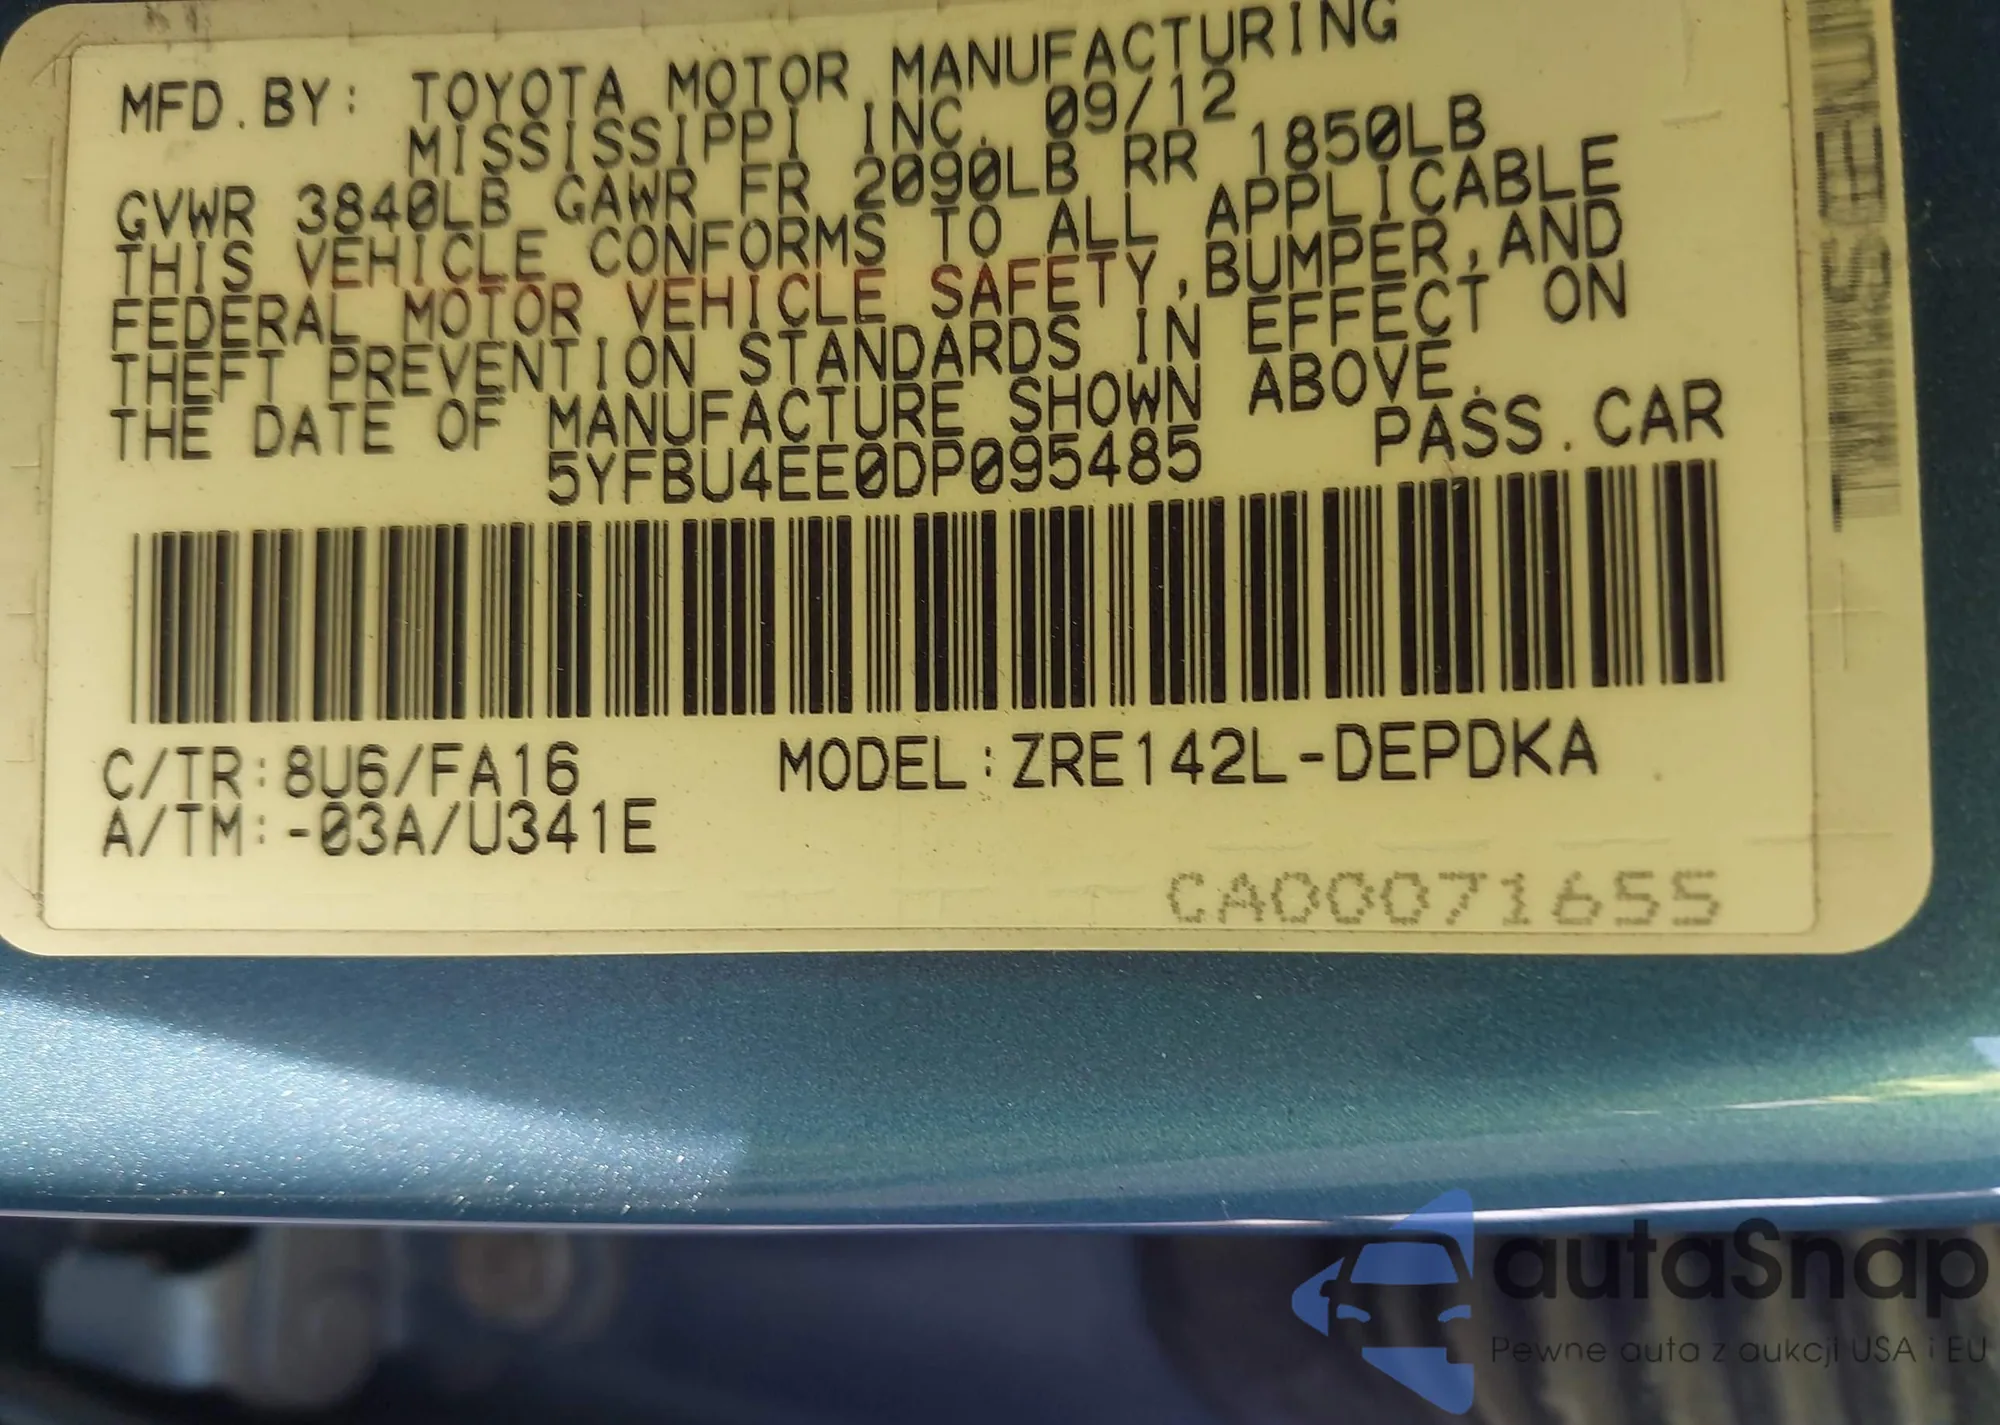 MFD.BY: TOYOTA MOTOR MANUFACTURING
MISSISSIPPI INC. 09/12
GVWR 3840LB GAWR FR 2090LB RR 1850LB
THIS VEHICLE CONFORMS TO ALL APPLICABLE
FEDERAL MOTOR VEHICLE SAFETY,BUMPER,AND
THEFT PREVENTION STANDARDS IN EFFECT ON
THE DATE OF MANUFACTURE SHOWN ABOVE.
5YFBU4EE0DP095485 PASS.CAR
C/TR:8U6/FA16 MODEL:ZRE142L-DEPDKA
A/TM:-03A/U341E
CA00071655
autaSnap
Pewne auta z aukcji USA i EU